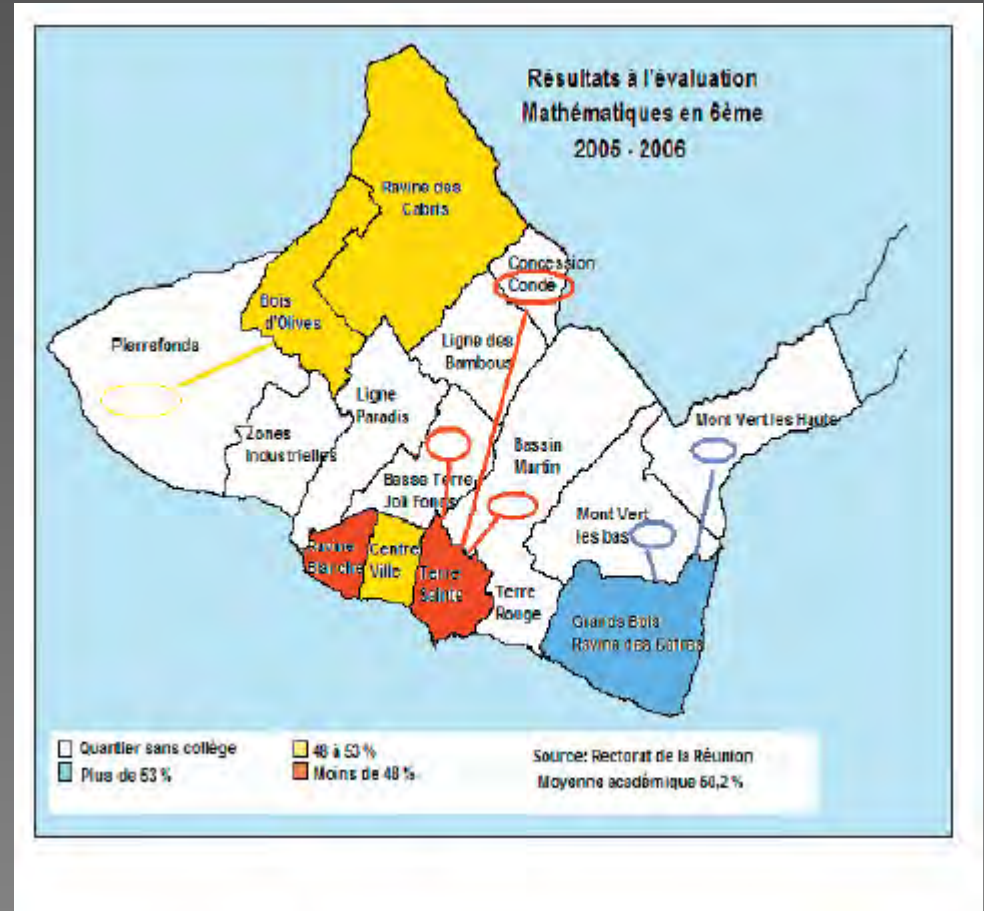 Résultats à l'évaluation
Mathématiques en 6ème
2005 - 2006
Ravine des
Cabris
Concession
Condé
Bois
d'Olives
Pierrefonds
Ligne des
Bambous
Ligne
Paradis
Mont Vert les Hauts
Zones
Industrielles
Bassin
Martin
Basse Terre
Joli Fonds
Mont Vert
les bas
Ravine
Blanche
Centre
Ville
Terre
Sainte
Terre
Rouge
Grands Bois
Ravine des Cafres
Quartier sans collège
Plus de 53 %
48 à 53 %
Moins de 48 %
Source: Rectorat de la Réunion
Moyenne académique 50,2 %